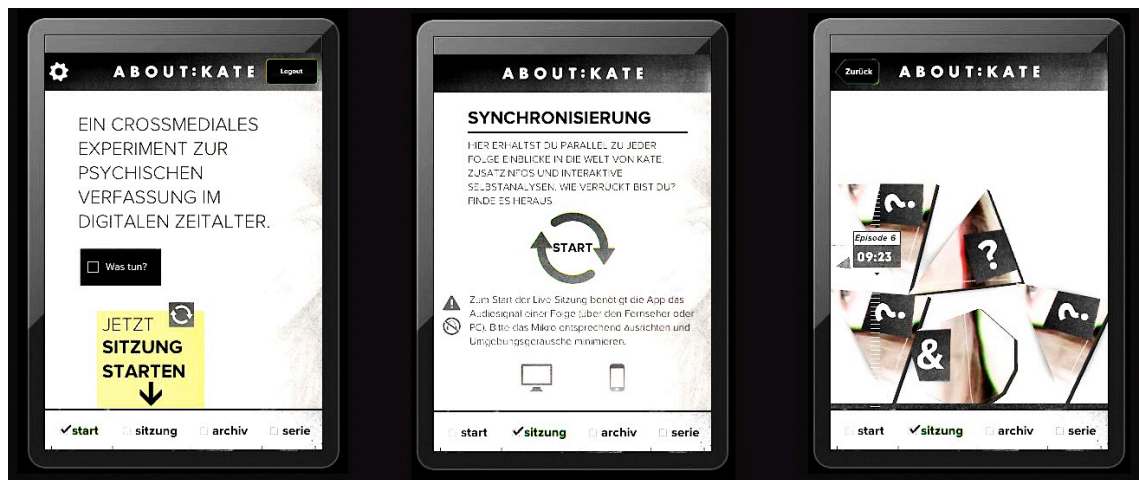 ABOUT:KATE
Logout
EIN CROSSMEDIALES
EXPERIMENT ZUR
PSYCHISCHEN
VERFASSUNG IM
DIGITALEN ZEITALTER.
Was tun?
JETZT
SITZUNG
STARTEN
start sitzung archiv serie
ABOUT:KATE
SYNCHRONISIERUNG
HIER ERHÄLTST DU PARALLEL ZU JEDER
FOLGE EINBLICKE IN DIE WELT VON KATE,
ZUSATZINFOS UND INTERAKTIVE
SELBSTANALYSEN. WIE VERRÜCKT BIST DU?
FINDE ES HERAUS
START
Zum Start der Live Sitzung benötigt die App das
Audiosignal einer Folge (über den Fernseher oder
PC). Bitte das Mikro entsprechend ausrichten und
Umgebungsgeräusche minimieren.
start sitzung archiv serie
Zurück
ABOUT:KATE
?
Episode 6
09:23
?
?
&
?
start sitzung archiv serie